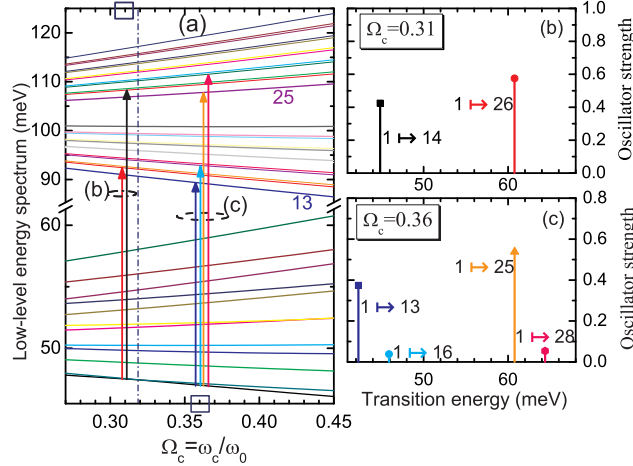 (a)
125
120
110
100
90
60
50
Low-level energy spectrum (meV)
25
13
(b)
(c)
0.30 0.35 0.40 0.45
Ω_c=ω_c/ω_0
(b)
Ω_c=0.31
1 ↦ 26
1 ↦ 14
1.0
0.8
0.6
0.4
0.2
0.0
Oscillator strength
50 60
(c)
Ω_c=0.36
1 ↦ 25
1 ↦ 13
1 ↦ 16
1 ↦ 28
0.8
0.6
0.4
0.2
0.0
Oscillator strength
50 60
Transition energy (meV)